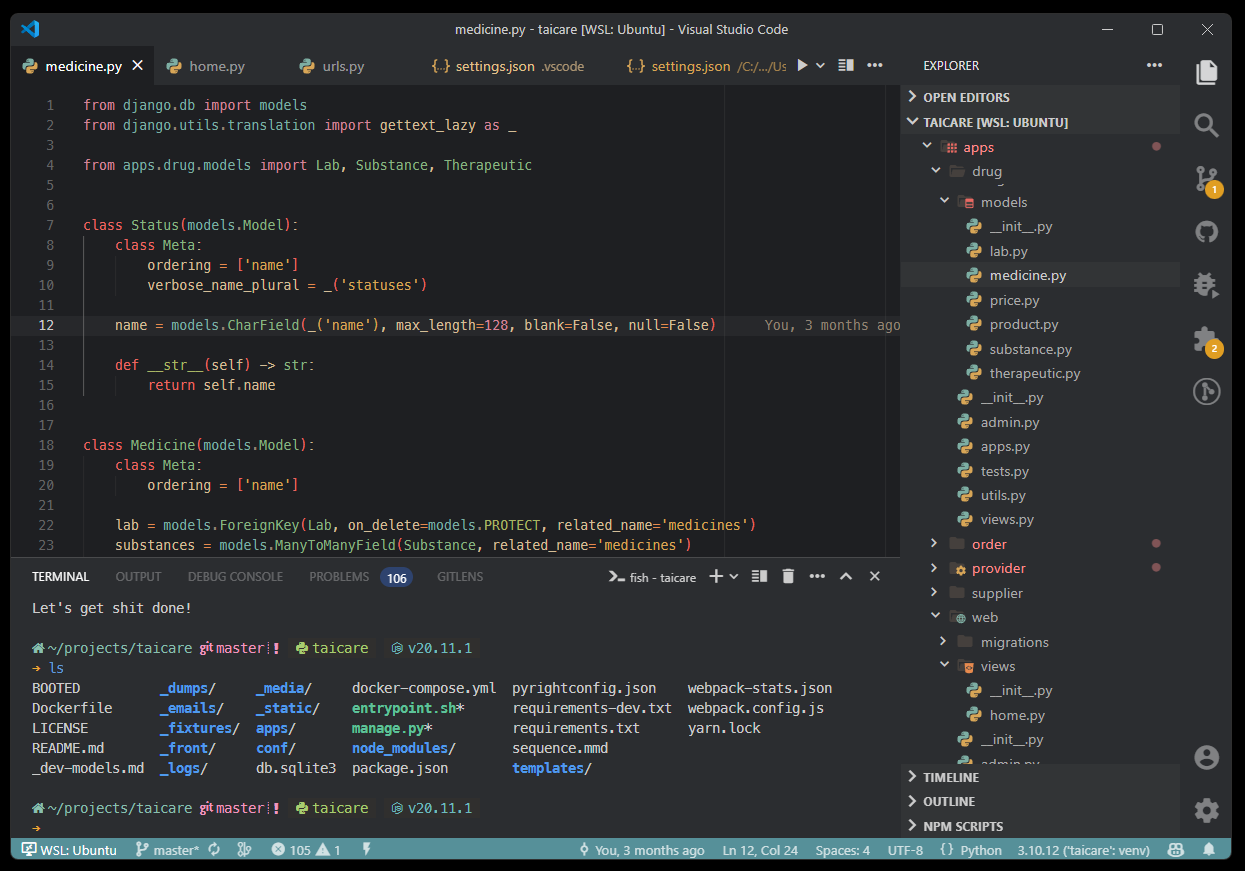 medicine.py - taicare [WSL: Ubuntu] - Visual Studio Code
medicine.py
home.py
urls.py
{..} settings.json .vscode
{..} settings.json /C:/.../Us
1 from django.db import models
2 from django.utils.translation import gettext_lazy as _
3
4 from apps.drug.models import Lab, Substance, Therapeutic
5
6
7 class Status(models.Model):
8     class Meta:
9         ordering = ['name']
10         verbose_name_plural = _('statuses')
11
12     name = models.CharField(_('name'), max_length=128, blank=False, null=False) You, 3 months ago
13
14     def __str__(self) -> str:
15         return self.name
16
17
18 class Medicine(models.Model):
19     class Meta:
20         ordering = ['name']
21
22     lab = models.ForeignKey(Lab, on_delete=models.PROTECT, related_name='medicines')
23     substances = models.ManyToManyField(Substance, related_name='medicines')
TERMINAL OUTPUT DEBUG CONSOLE PROBLEMS 106 GITLENS
fish - taicare
Let's get shit done!
~/projects/taicare git master ! taicare v20.11.1
➜ ls
BOOTED _dumps/ _media/ docker-compose.yml pyrightconfig.json webpack-stats.json
Dockerfile _emails/ _static/ entrypoint.sh* requirements-dev.txt webpack.config.js
LICENSE _fixtures/ apps/ manage.py* requirements.txt yarn.lock
README.md _front/ conf/ node_modules/ sequence.mmd
_dev-models.md _logs/ db.sqlite3 package.json templates/
~/projects/taicare git master ! taicare v20.11.1
➜
EXPLORER
OPEN EDITORS
TAICARE [WSL: UBUNTU]
apps
drug
models
__init__.py
lab.py
medicine.py
price.py
product.py
substance.py
therapeutic.py
__init__.py
admin.py
apps.py
tests.py
utils.py
views.py
order
provider
supplier
web
migrations
views
__init__.py
home.py
__init__.py
admin.py
TIMELINE
OUTLINE
NPM SCRIPTS
1
2
WSL: Ubuntu master* 105 1 You, 3 months ago Ln 12, Col 24 Spaces: 4 UTF-8 {} Python 3.10.12 ('taicare': venv)